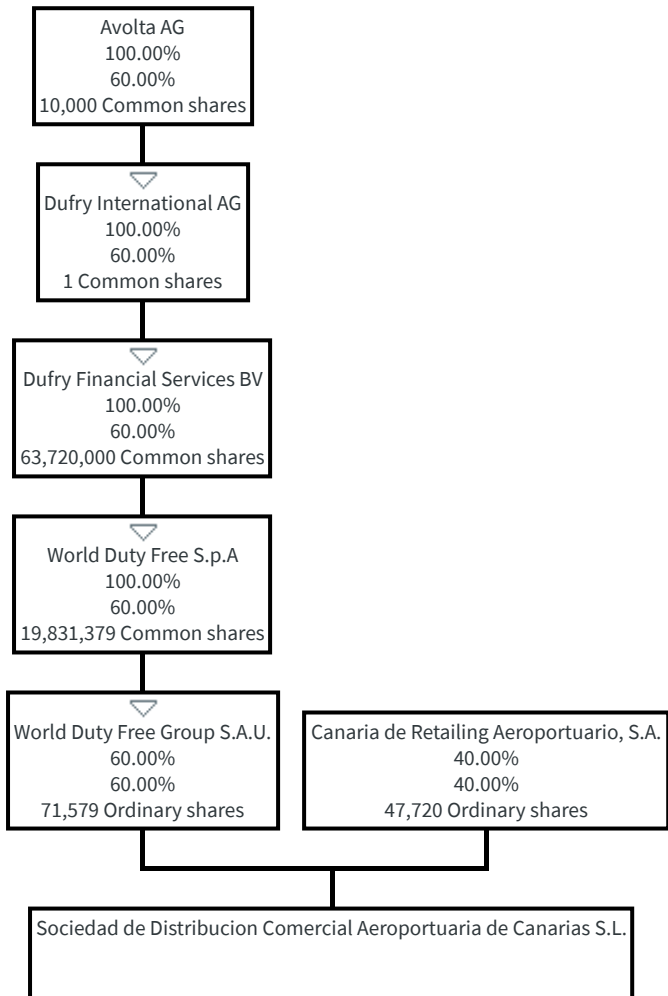 Avolta AG
100.00%
60.00%
10,000 Common shares
Dufry International AG
100.00%
60.00%
1 Common shares
Dufry Financial Services BV
100.00%
60.00%
63,720,000 Common shares
World Duty Free S.p.A
100.00%
60.00%
19,831,379 Common shares
World Duty Free Group S.A.U.
60.00%
60.00%
71,579 Ordinary shares
Canaria de Retailing Aeroportuario, S.A.
40.00%
40.00%
47,720 Ordinary shares
Sociedad de Distribucion Comercial Aeroportuaria de Canarias S.L.